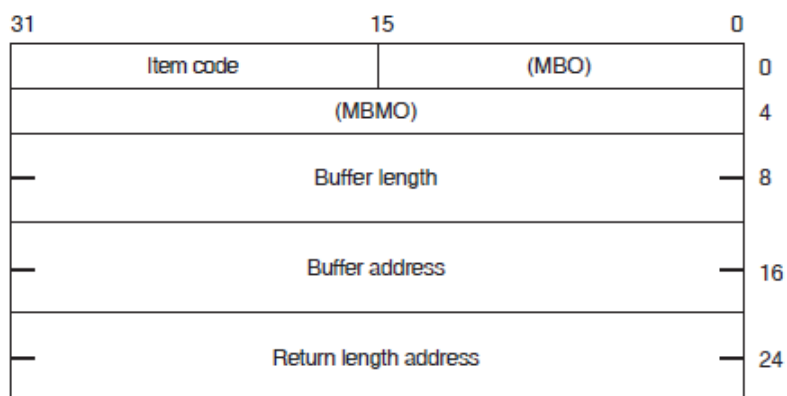 31 15 0
Item code (MBO) 0
(MBMO) 4
Buffer length 8
Buffer address 16
Return length address 24